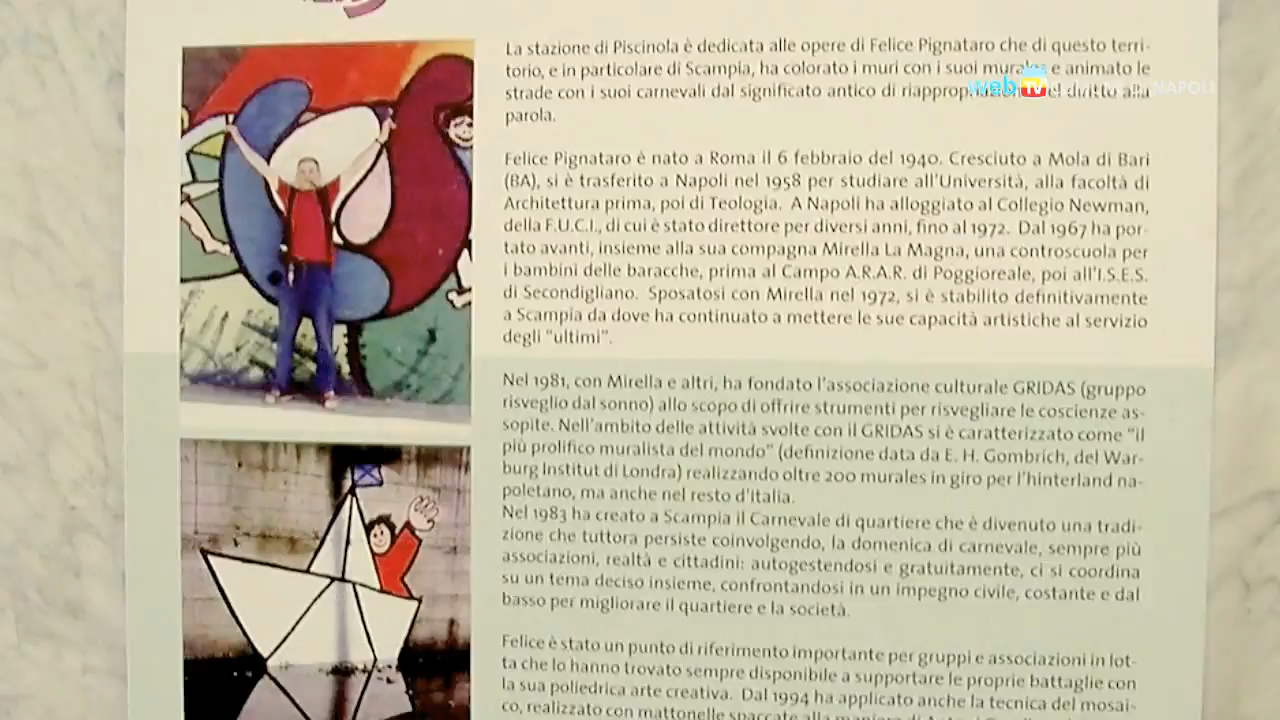 La stazione di Piscinola è dedicata alle opere di Felice Pignataro che di questo terri-
torio, e in particolare di Scampia, ha colorato i muri con i suoi murales e animato le
strade con i suoi carnevali dal significato antico di riappropriazione del diritto alla
parola.
web TV NAPOLI
Felice Pignataro è nato a Roma il 6 febbraio del 1940. Cresciuto a Mola di Bari
(BA), si è trasferito a Napoli nel 1958 per studiare all'Università, alla facoltà di
Architettura prima, poi di Teologia. A Napoli ha alloggiato al Collegio Newman,
della F.U.C.I., di cui è stato direttore per diversi anni, fino al 1972. Dal 1967 ha por-
tato avanti, insieme alla sua compagna Mirella La Magna, una controscuola per
i bambini delle baracche, prima al Campo A.R.A.R. di Poggioreale, poi all'I.S.E.S.
di Secondigliano. Sposatosi con Mirella nel 1972, si è stabilito definitivamente
a Scampia da dove ha continuato a mettere le sue capacità artistiche al servizio
degli "ultimi".
Nel 1981, con Mirella e altri, ha fondato l'associazione culturale GRIDAS (gruppo
risveglio dal sonno) allo scopo di offrire strumenti per risvegliare le coscienze as-
sopite. Nell'ambito delle attività svolte con il GRIDAS si è caratterizzato come "il
più prolifico muralista del mondo" (definizione data da E. H. Gombrich, del War-
burg Institut di Londra) realizzando oltre 200 murales in giro per l'hinterland na-
poletano, ma anche nel resto d'italia.
Nel 1983 ha creato a Scampia il Carnevale di quartiere che è divenuto una tradi-
zione che tuttora persiste coinvolgendo, la domenica di carnevale, sempre più
associazioni, realtà e cittadini: autogestendosi e gratuitamente, ci si coordina
su un tema deciso insieme, confrontandosi in un impegno civile, costante e dal
basso per migliorare il quartiere e la società.
Felice è stato un punto di riferimento importante per gruppi e associazioni in lot-
ta che lo hanno trovato sempre disponibile a supportare le proprie battaglie con
la sua poliedrica arte creativa. Dal 1994 ha applicato anche la tecnica del mosai-
co, realizzato con mattonelle spaccate alla maniera di